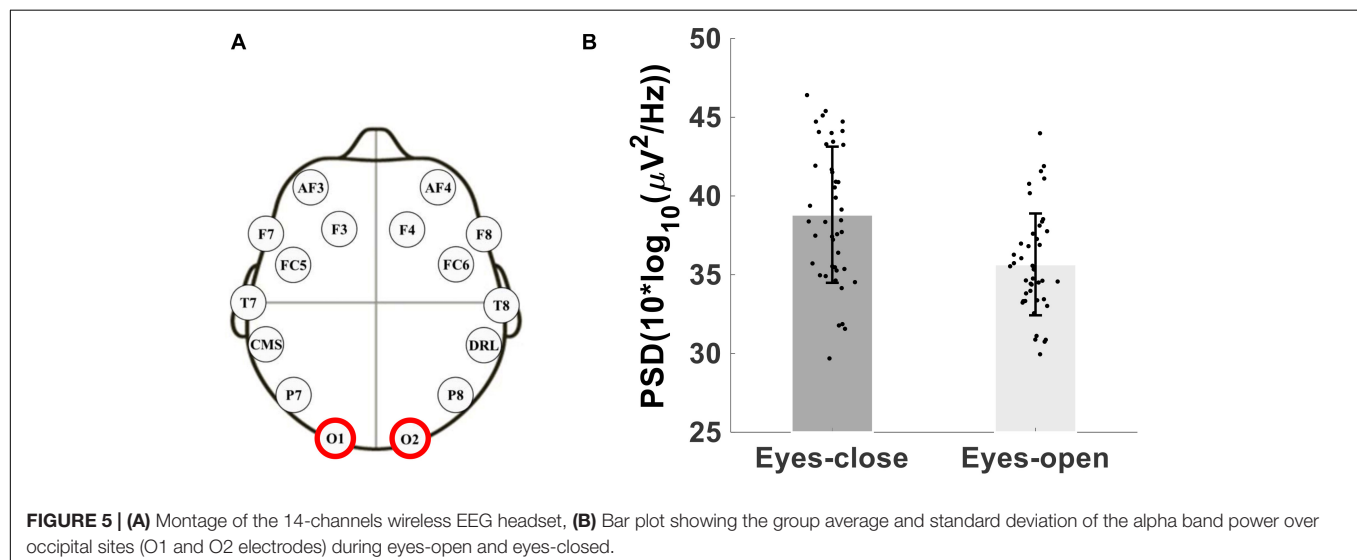 A
B
AF3 AF4
F7 F3 F4 F8
FC5 FC6
T7 T8
CMS DRL
P7 P8
O1 O2
PSD(10*log10(μV2/Hz))
50
45
40
35
30
25
Eyes-close Eyes-open
FIGURE 5 | (A) Montage of the 14-channels wireless EEG headset, (B) Bar plot showing the group average and standard deviation of the alpha band power over
occipital sites (O1 and O2 electrodes) during eyes-open and eyes-closed.